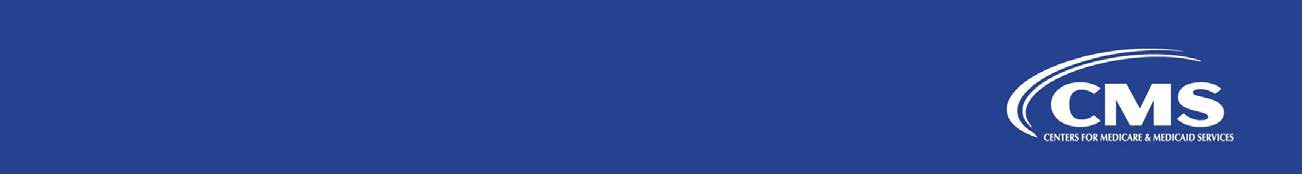 CMS
CENTERS FOR MEDICARE & MEDICAID SERVICES